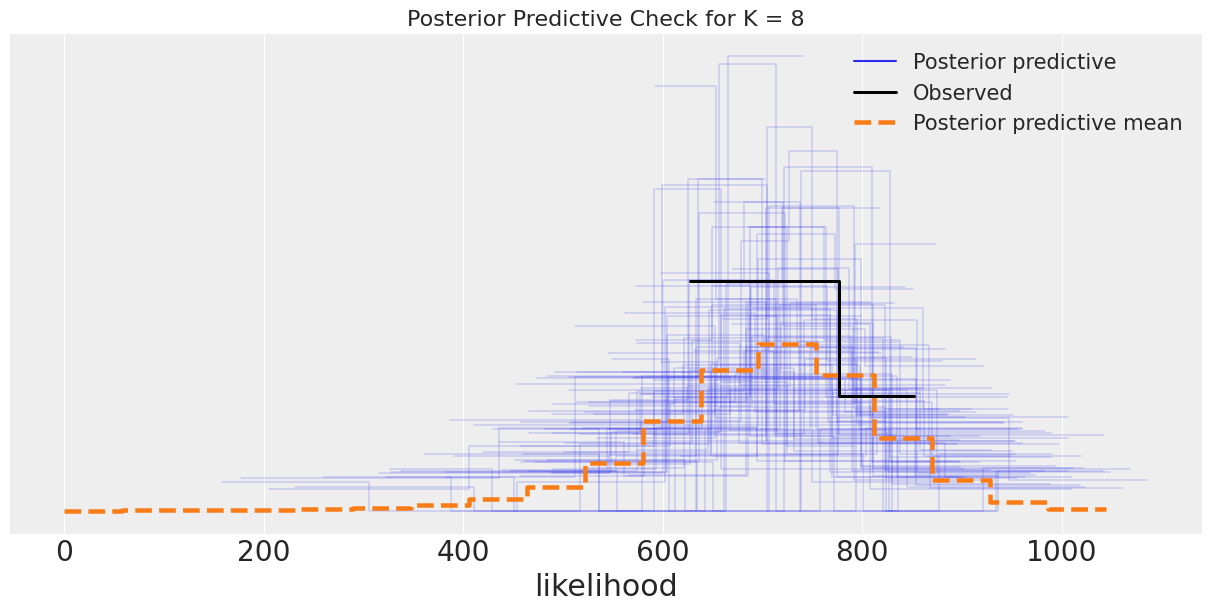 Posterior Predictive Check for K = 8
Posterior predictive
Observed
Posterior predictive mean
0 200 400 600 800 1000
likelihood